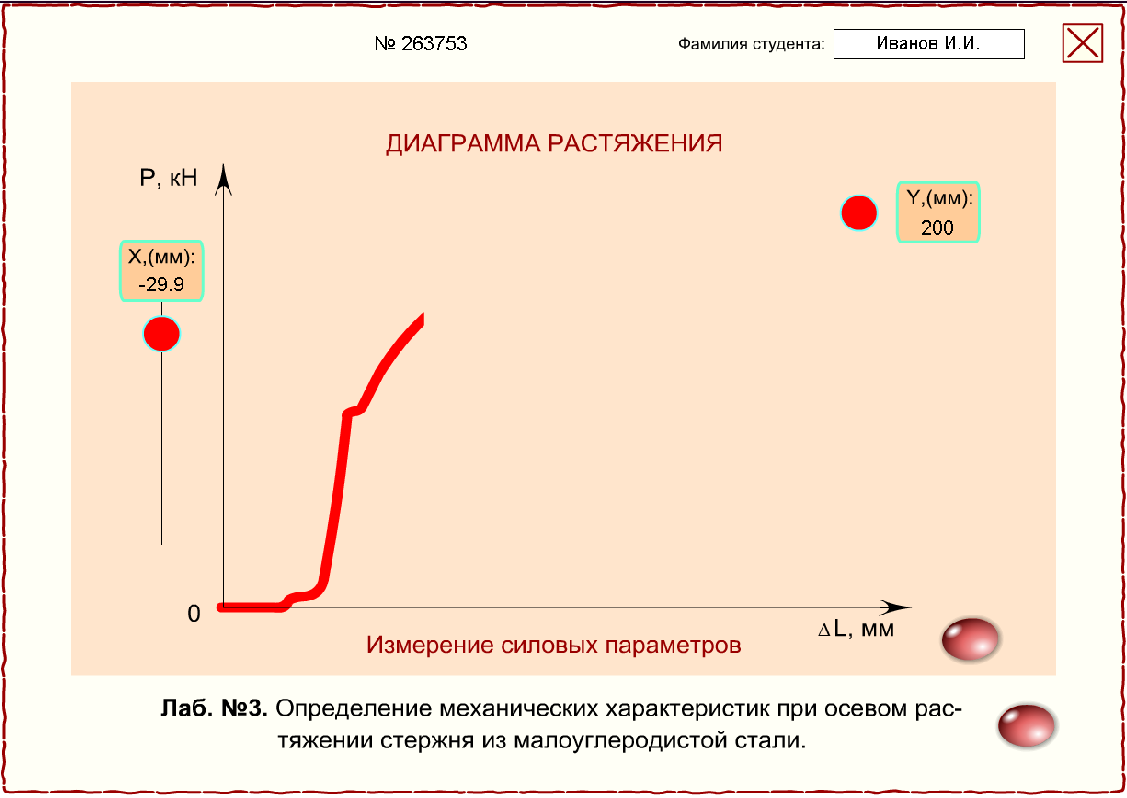 № 263753
Фамилия студента: Иванов И.И.
ДИАГРАММА РАСТЯЖЕНИЯ
P, кН
Y,(мм):
200
X,(мм):
-29.9
0
ΔL, мм
Измерение силовых параметров
Лаб. №3. Определение механических характеристик при осевом рас-
тяжении стержня из малоуглеродистой стали.